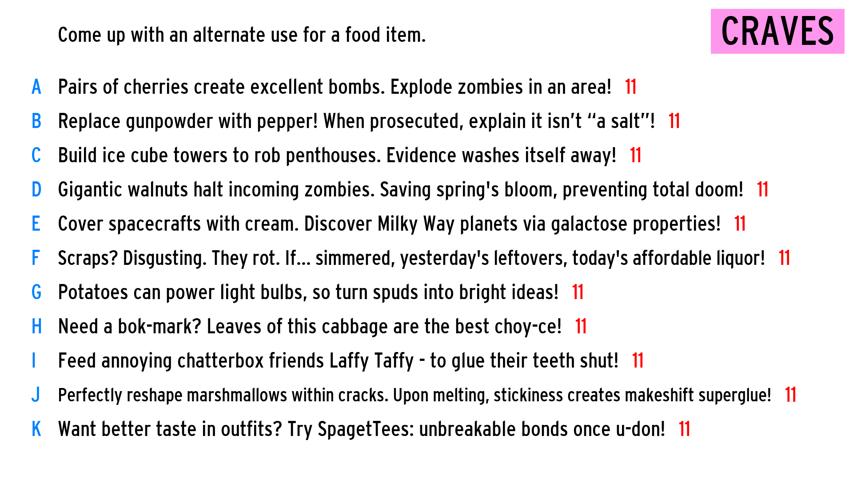 Come up with an alternate use for a food item.
CRAVES
A Pairs of cherries create excellent bombs. Explode zombies in an area! 11
B Replace gunpowder with pepper! When prosecuted, explain it isn’t “a salt”! 11
C Build ice cube towers to rob penthouses. Evidence washes itself away! 11
D Gigantic walnuts halt incoming zombies. Saving spring's bloom, preventing total doom! 11
E Cover spacecrafts with cream. Discover Milky Way planets via galactose properties! 11
F Scraps? Disgusting. They rot. If... simmered, yesterday's leftovers, today's affordable liquor! 11
G Potatoes can power light bulbs, so turn spuds into bright ideas! 11
H Need a bok-mark? Leaves of this cabbage are the best choy-ce! 11
I Feed annoying chatterbox friends Laffy Taffy - to glue their teeth shut! 11
J Perfectly reshape marshmallows within cracks. Upon melting, stickiness creates makeshift superglue! 11
K Want better taste in outfits? Try SpagetTees: unbreakable bonds once u-don! 11